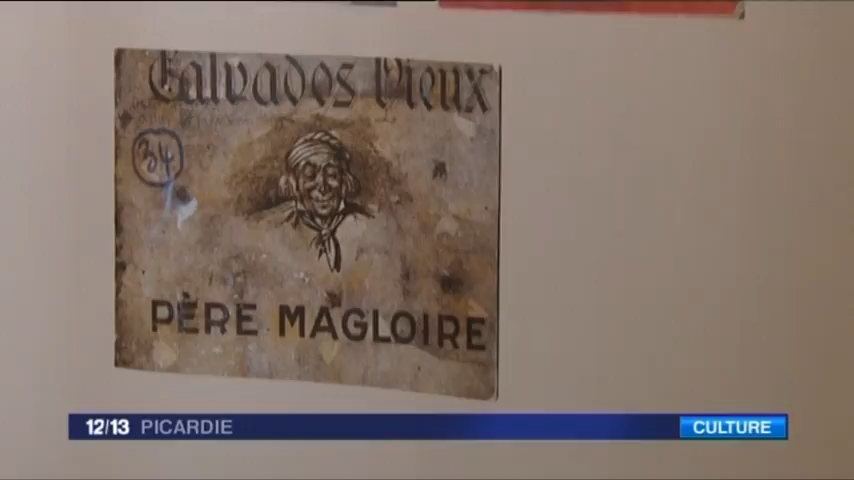 Calvados Vieux
34
PÈRE MAGLOIRE
12/13 PICARDIE
CULTURE